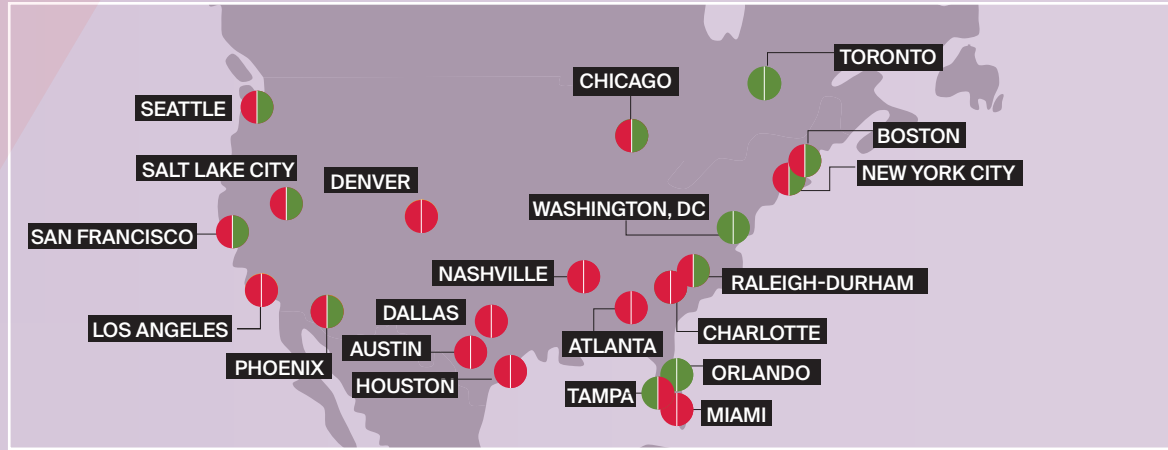 TORONTO
CHICAGO
SEATTLE
BOSTON
SALT LAKE CITY
NEW YORK CITY
DENVER
WASHINGTON, DC
SAN FRANCISCO
NASHVILLE
RALEIGH-DURHAM
DALLAS
LOS ANGELES
CHARLOTTE
AUSTIN
ATLANTA
PHOENIX
ORLANDO
HOUSTON
TAMPA
MIAMI